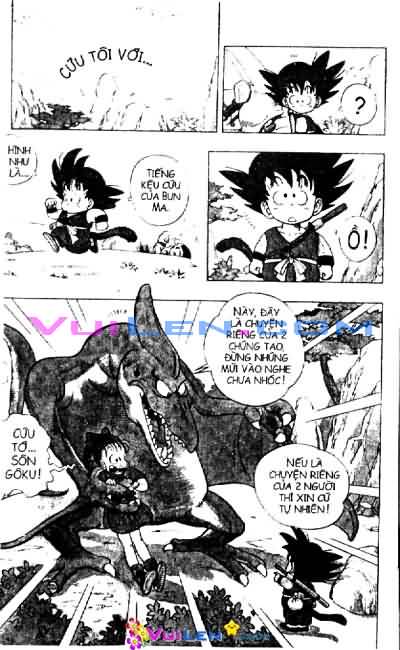 CỨU TÔI VỚI...
?
HÌNH
NHƯ
LÀ...
TIẾNG
KÊU CỨU
CỦA BUN
MA.
Ồ!
NÀY, ĐÂY
LÀ CHUYỆN
RIÊNG CỦA 2
CHÚNG TAO,
ĐỪNG NHÚNG
MŨI VÀO NGHE
CHƯA NHÓC!
VuiLen.com
CỨU
TỚ...
SÔN
GÔKU!
NẾU LÀ
CHUYỆN RIÊNG
CỦA 2 NGƯỜI
THÌ XIN CỨ
TỰ NHIÊN!
VuiLen.com